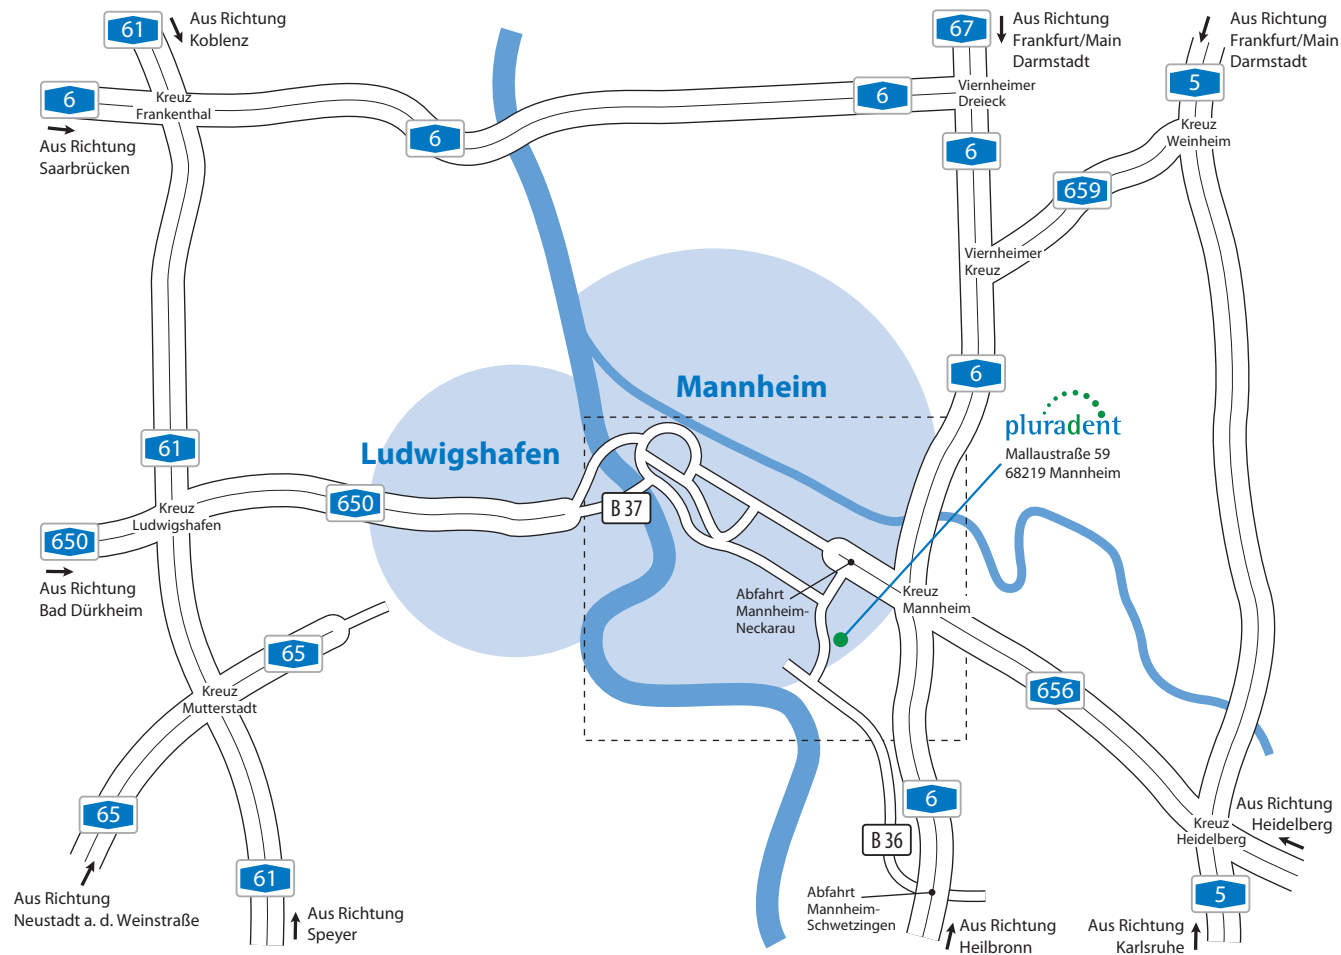 61
Aus Richtung
Koblenz
67
Aus Richtung
Frankfurt/Main
Darmstadt
Aus Richtung
Frankfurt/Main
Darmstadt
5
6
Kreuz
Frankenthal
6
Viernheimer
Dreieck
6
6
Kreuz
Weinheim
Aus Richtung
Saarbrücken
659
Viernheimer
Kreuz
6
Mannheim
pluradent
Mallaustraße 59
68219 Mannheim
61
Ludwigshafen
650
B 37
Kreuz
Ludwigshafen
650
Aus Richtung
Bad Dürkheim
Abfahrt
Mannheim-
Neckarau
Kreuz
Mannheim
65
Kreuz
Mutterstadt
656
65
6
Aus Richtung
Heidelberg
B 36
Kreuz
Heidelberg
61
5
Aus Richtung
Neustadt a. d. Weinstraße
Aus Richtung
Speyer
Abfahrt
Mannheim-
Schwetzingen
Aus Richtung
Heilbronn
Aus Richtung
Karlsruhe